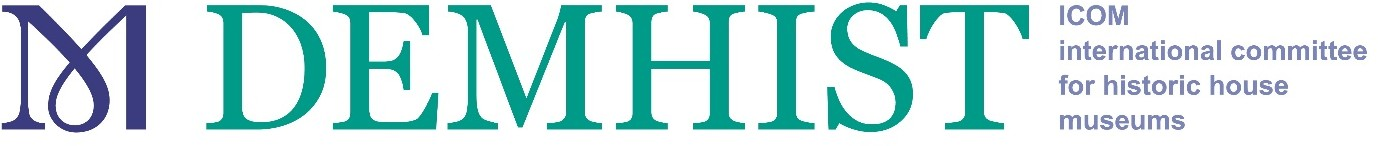 M DEMHIST
ICOM
international committee
for historic house
museums